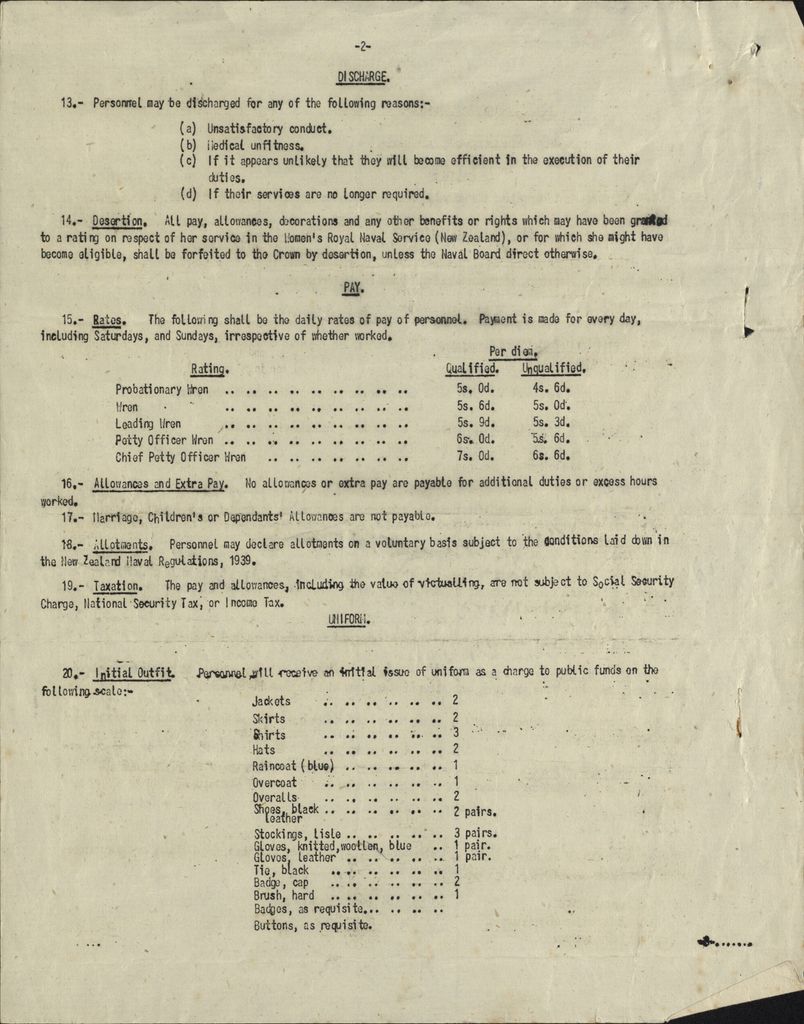 -2-
DISCHARGE.
13.- Personnel may be discharged for any of the following reasons:-
(a) Unsatisfactory conduct.
(b) Medical unfitness.
(c) If it appears unlikely that they will become efficient in the execution of their
duties.
(d) If their services are no longer required.
14.- Desertion. All pay, allowances, decorations and any other benefits or rights which may have been granted
to a rating on respect of her service in the Women's Royal Naval Service (New Zealand), or for which she might have
become eligible, shall be forfeited to the Crown by desertion, unless the Naval Board direct otherwise.
PAY.
15.- Rates. The following shall be the daily rates of pay of personnel. Payment is made for every day,
including Saturdays, and Sundays, irrespective of whether worked.
Per diem.
Rating. Qualified. Unqualified.
Probationary Wren .. .. .. .. .. .. .. .. .. 5s. 0d. 4s. 6d.
Wren .. .. .. .. .. .. .. .. .. 5s. 6d. 5s. 0d.
Leading Wren .. .. .. .. .. .. .. .. .. 5s. 9d. 5s. 3d.
Petty Officer Wren .. .. .. .. .. .. .. .. .. 6s. 0d. 5s. 6d.
Chief Petty Officer Wren .. .. .. .. .. .. .. 7s. 0d. 6s. 6d.
16.- Allowances and Extra Pay. No allowances or extra pay are payable for additional duties or excess hours
worked.
17.- Marriage, Children's or Dependants' Allowances are not payable.
18.- Allotments. Personnel may declare allotments on a voluntary basis subject to the conditions laid down in
the New Zealand Naval Regulations, 1939.
19.- Taxation. The pay and allowances, including the value of victualling, are not subject to Social Security
Charge, National Security Tax, or Income Tax.
UNIFORM.
20.- Initial Outfit. Personnel will receive an initial issue of uniform as a charge to public funds on the
following scale:-
Jackets .. .. .. .. .. .. 2
Skirts .. .. .. .. .. .. 2
Shirts .. .. .. .. .. .. 3
Hats .. .. .. .. .. .. 2
Raincoat (blue) .. .. .. .. .. 1
Overcoat .. .. .. .. .. .. 1
Overalls .. .. .. .. .. .. 2
Shoes, black .. .. .. .. .. .. 2 pairs.
leather
Stockings, lisle .. .. .. .. .. 3 pairs.
Gloves, knitted,woollen, blue .. 1 pair.
Gloves, leather .. .. .. .. .. 1 pair.
Tie, black .. .. .. .. .. .. 1
Badge, cap .. .. .. .. .. .. 2
Brush, hard .. .. .. .. .. .. 1
Badges, as requisite... .. .. ..
Buttons, as requisite.